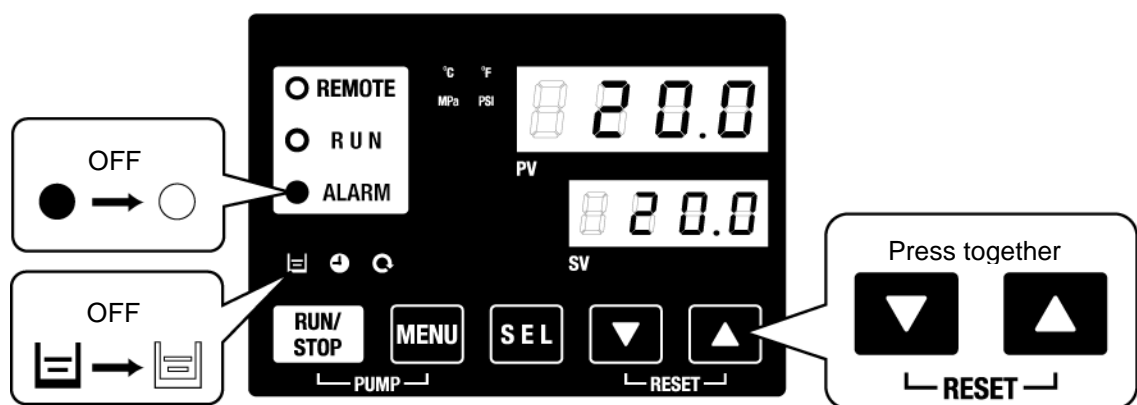 REMOTE
°C °F
MPa PSI
20.0
RUN
PV
ALARM
20.0
SV
OFF
OFF
RUN/
STOP
MENU
SEL
PUMP
RESET
Press together
RESET